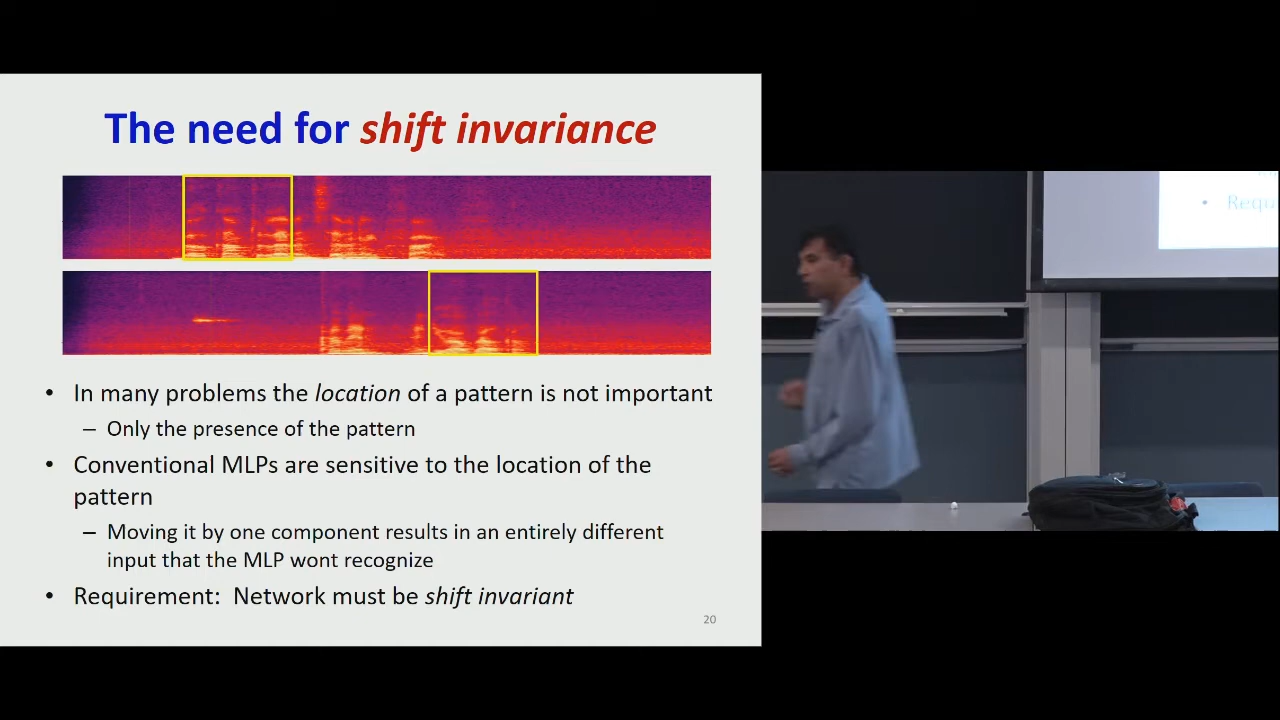 The need for shift invariance
• In many problems the location of a pattern is not important
– Only the presence of the pattern
• Conventional MLPs are sensitive to the location of the
pattern
– Moving it by one component results in an entirely different
input that the MLP wont recognize
• Requirement: Network must be shift invariant
20